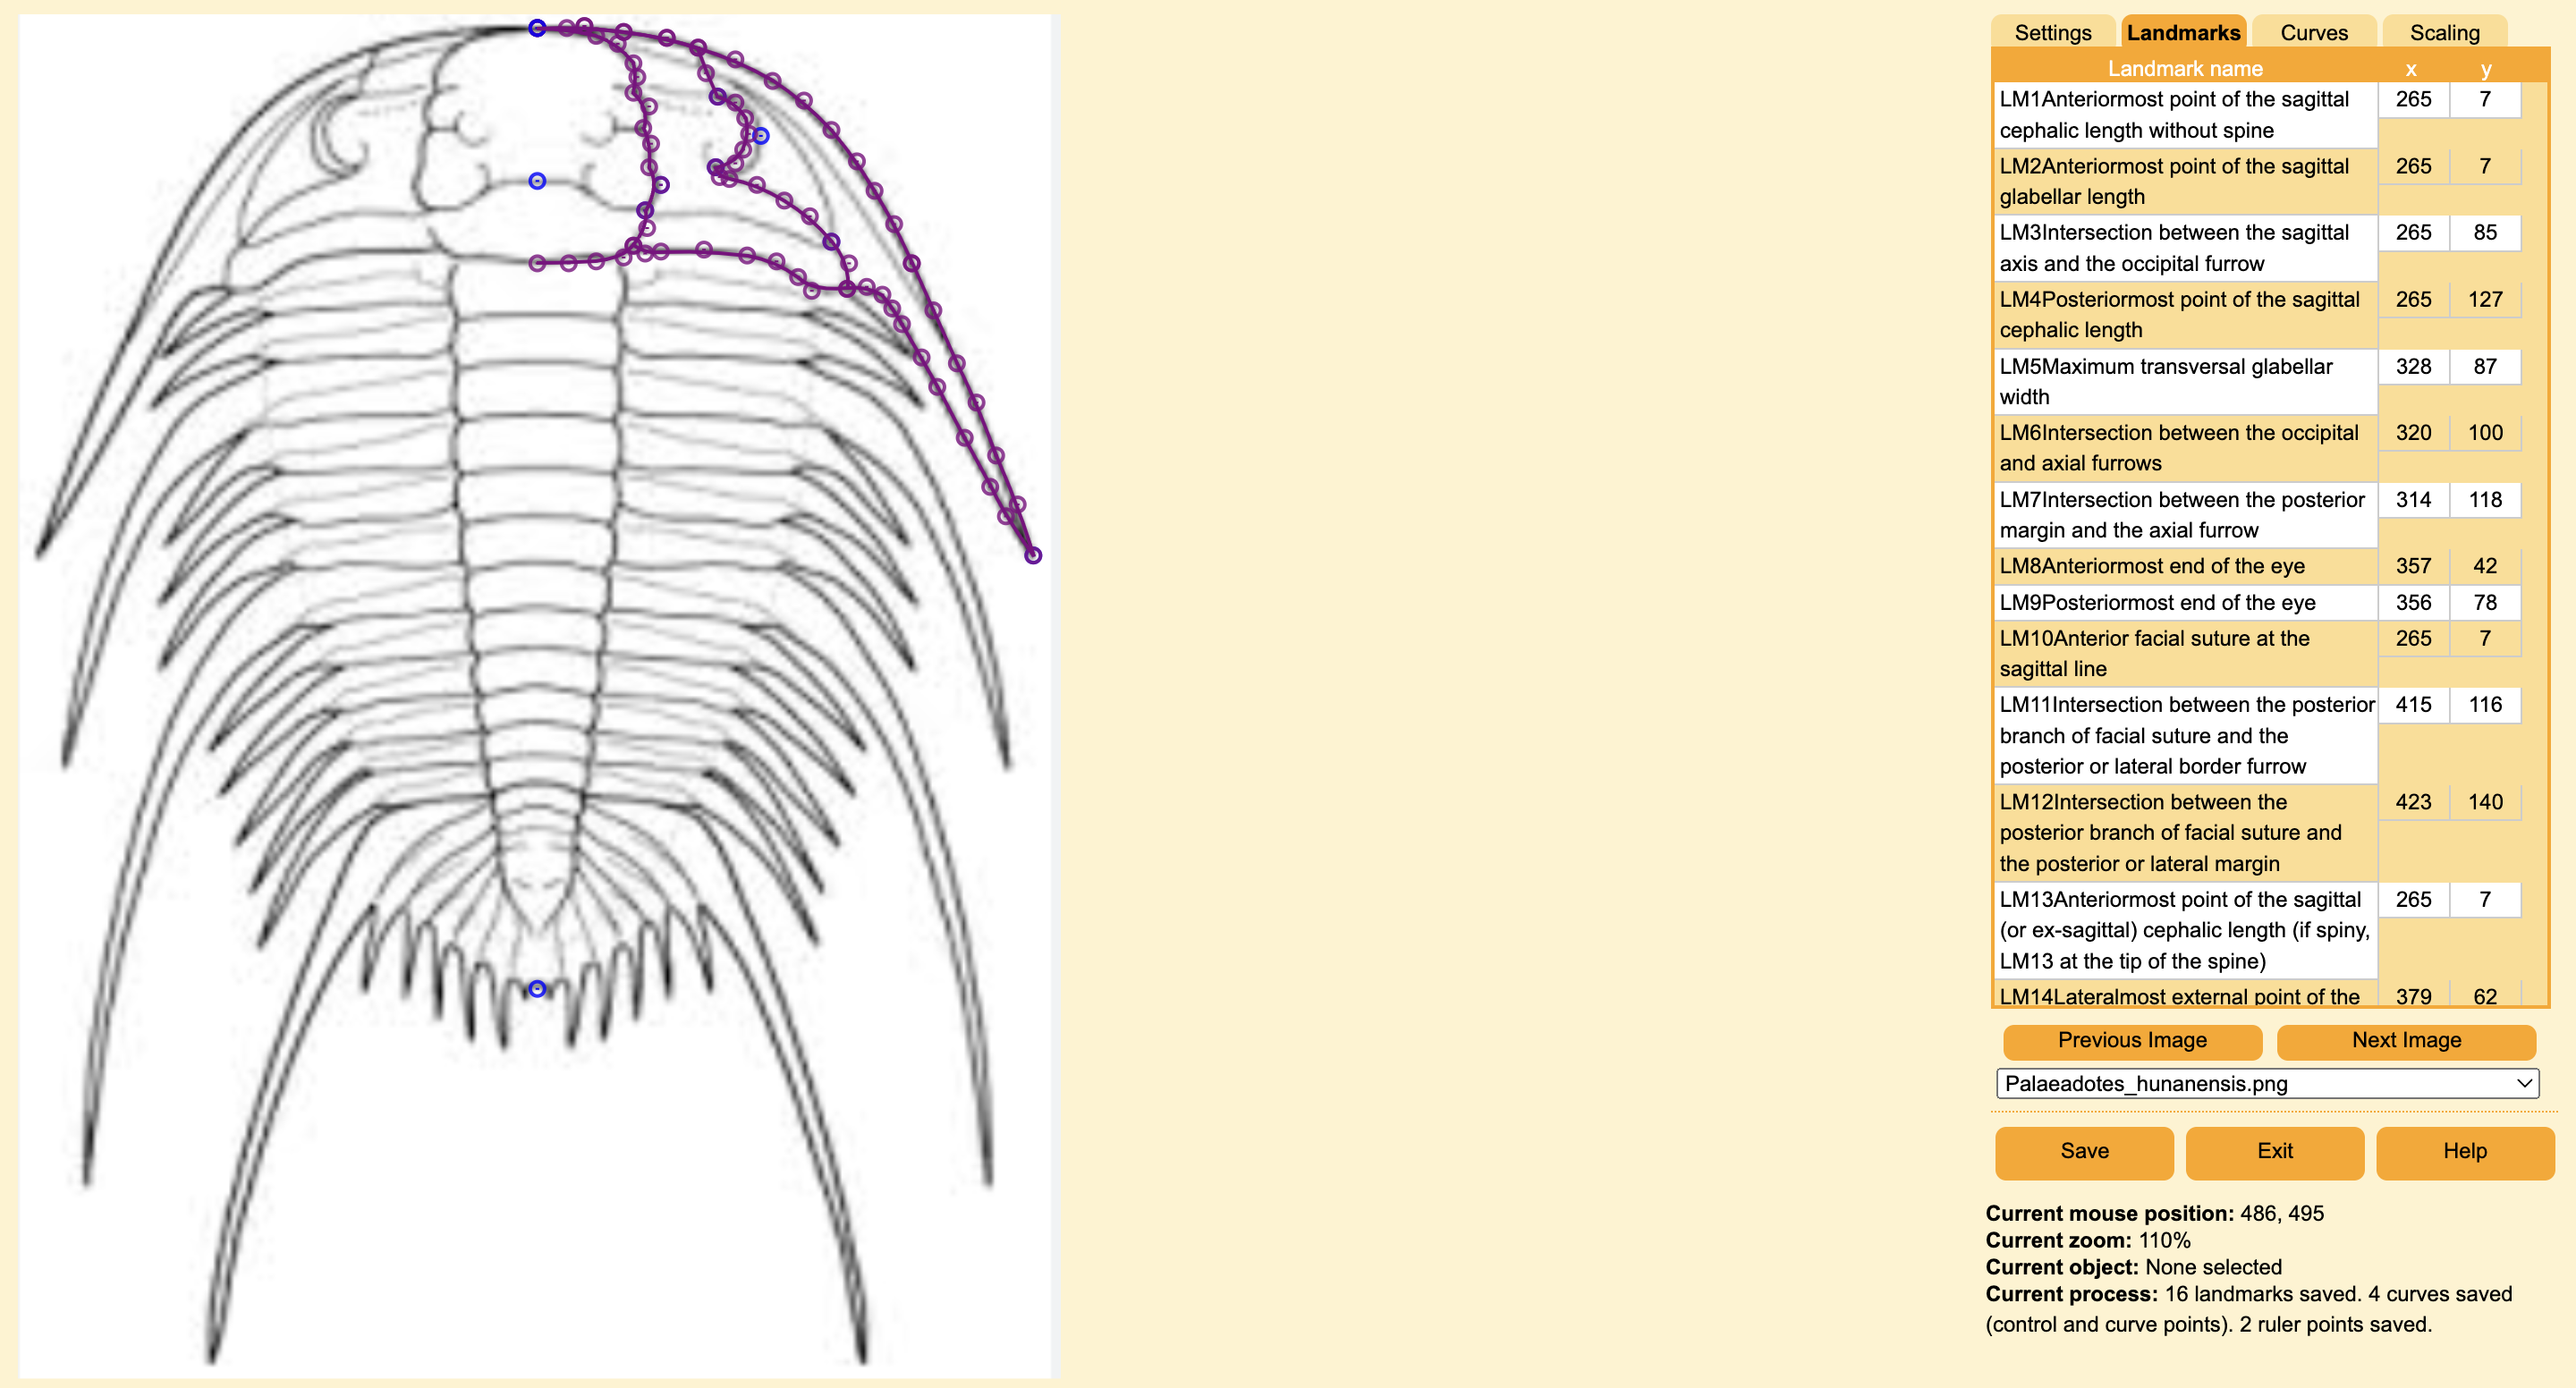 Settings
Landmarks
Curves
Scaling
Landmark name x y
LM1Anteriormost point of the sagittal 265 7
cephalic length without spine
LM2Anteriormost point of the sagittal 265 7
glabellar length
LM3Intersection between the sagittal 265 85
axis and the occipital furrow
LM4Posteriormost point of the sagittal 265 127
cephalic length
LM5Maximum transversal glabellar 328 87
width
LM6Intersection between the occipital 320 100
and axial furrows
LM7Intersection between the posterior 314 118
margin and the axial furrow
LM8Anteriormost end of the eye 357 42
LM9Posteriormost end of the eye 356 78
LM10Anterior facial suture at the 265 7
sagittal line
LM11Intersection between the posterior 415 116
branch of facial suture and the
posterior or lateral border furrow
LM12Intersection between the 423 140
posterior branch of facial suture and
the posterior or lateral margin
LM13Anteriormost point of the sagittal 265 7
(or ex-sagittal) cephalic length (if spiny,
LM13 at the tip of the spine)
LM14Lateralmost external point of the 379 62
Previous Image
Next Image
Palaeadotes_hunanensis.png
Save
Exit
Help
Current mouse position: 486, 495
Current zoom: 110%
Current object: None selected
Current process: 16 landmarks saved. 4 curves saved
(control and curve points). 2 ruler points saved.